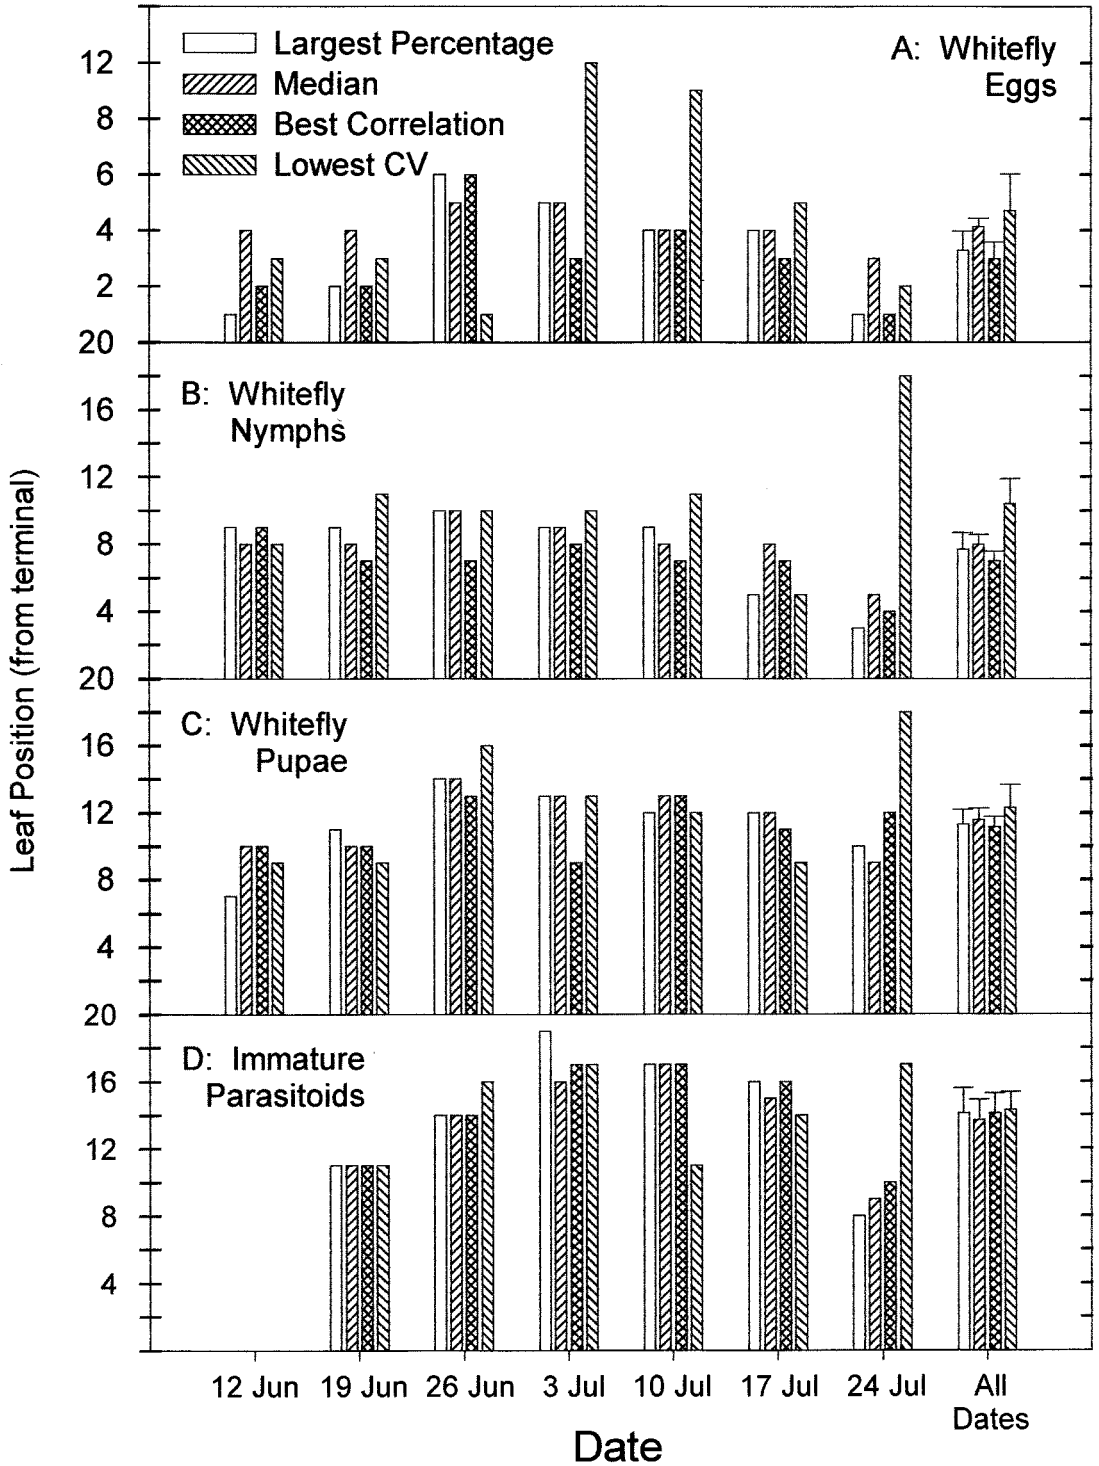 Largest Percentage
Median
Best Correlation
Lowest CV
A: Whitefly
Eggs
12
8
6
4
2
20
B: Whitefly
Nymphs
16
12
8
4
20
C: Whitefly
Pupae
16
12
8
4
20
D: Immature
Parasitoids
16
12
8
4
Leaf Position (from terminal)
12 Jun 19 Jun 26 Jun 3 Jul 10 Jul 17 Jul 24 Jul All
Dates
Date